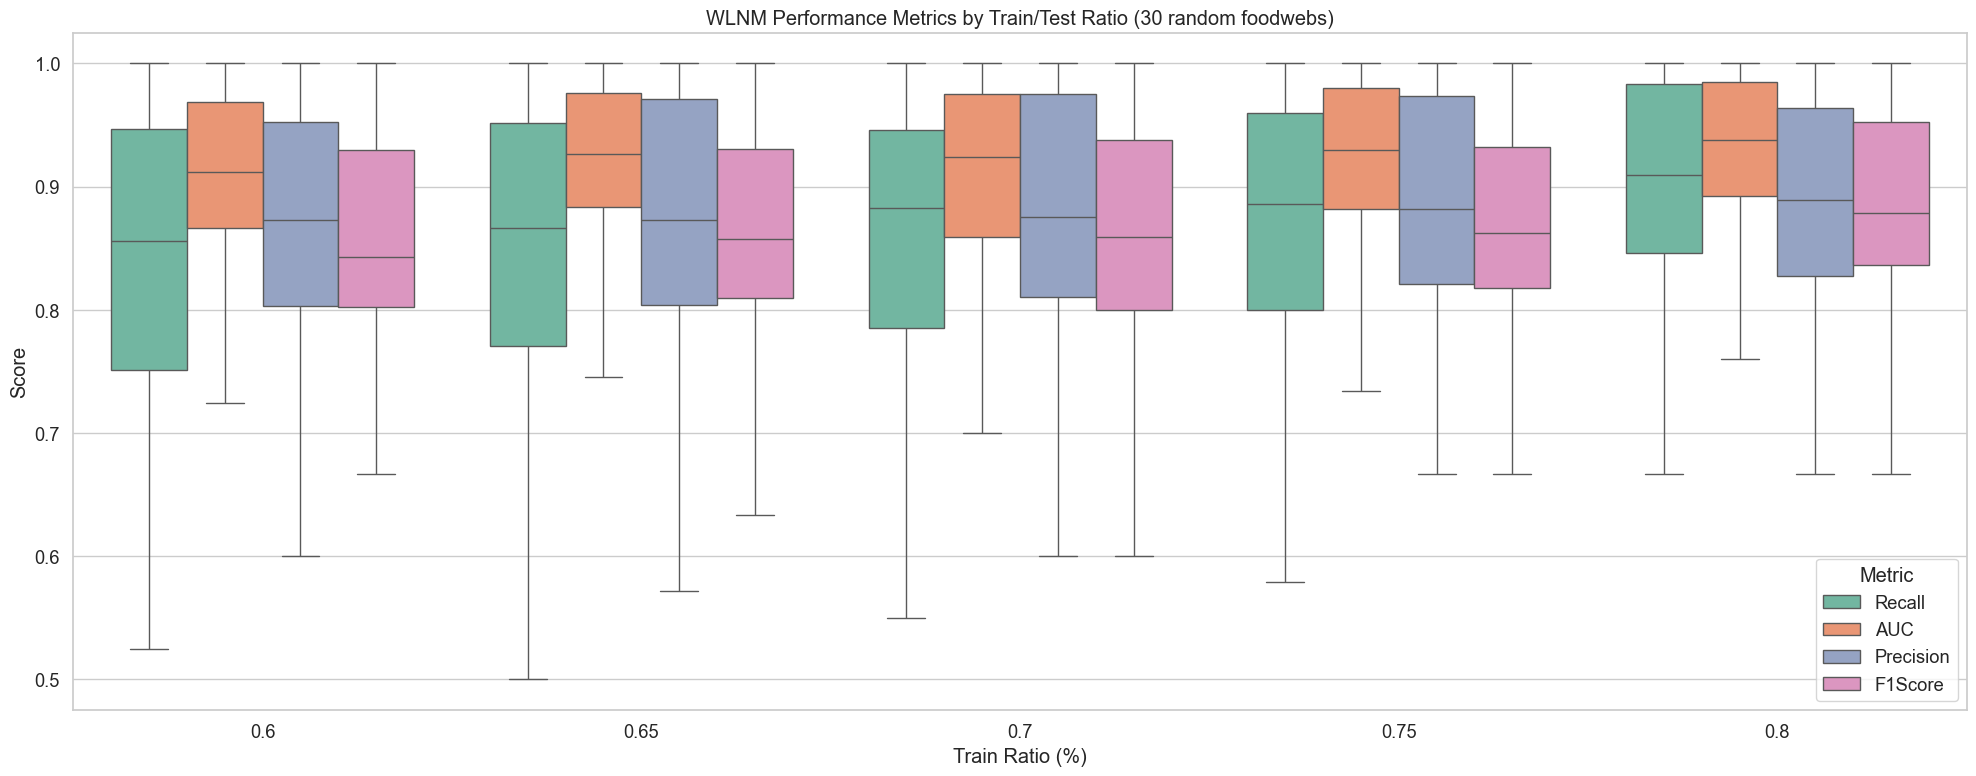 WLNM Performance Metrics by Train/Test Ratio (30 random foodwebs)
Score
1.0
0.9
0.8
0.7
0.6
0.5
0.6
0.65
0.7
0.75
0.8
Train Ratio (%)
Metric
Recall
AUC
Precision
F1Score